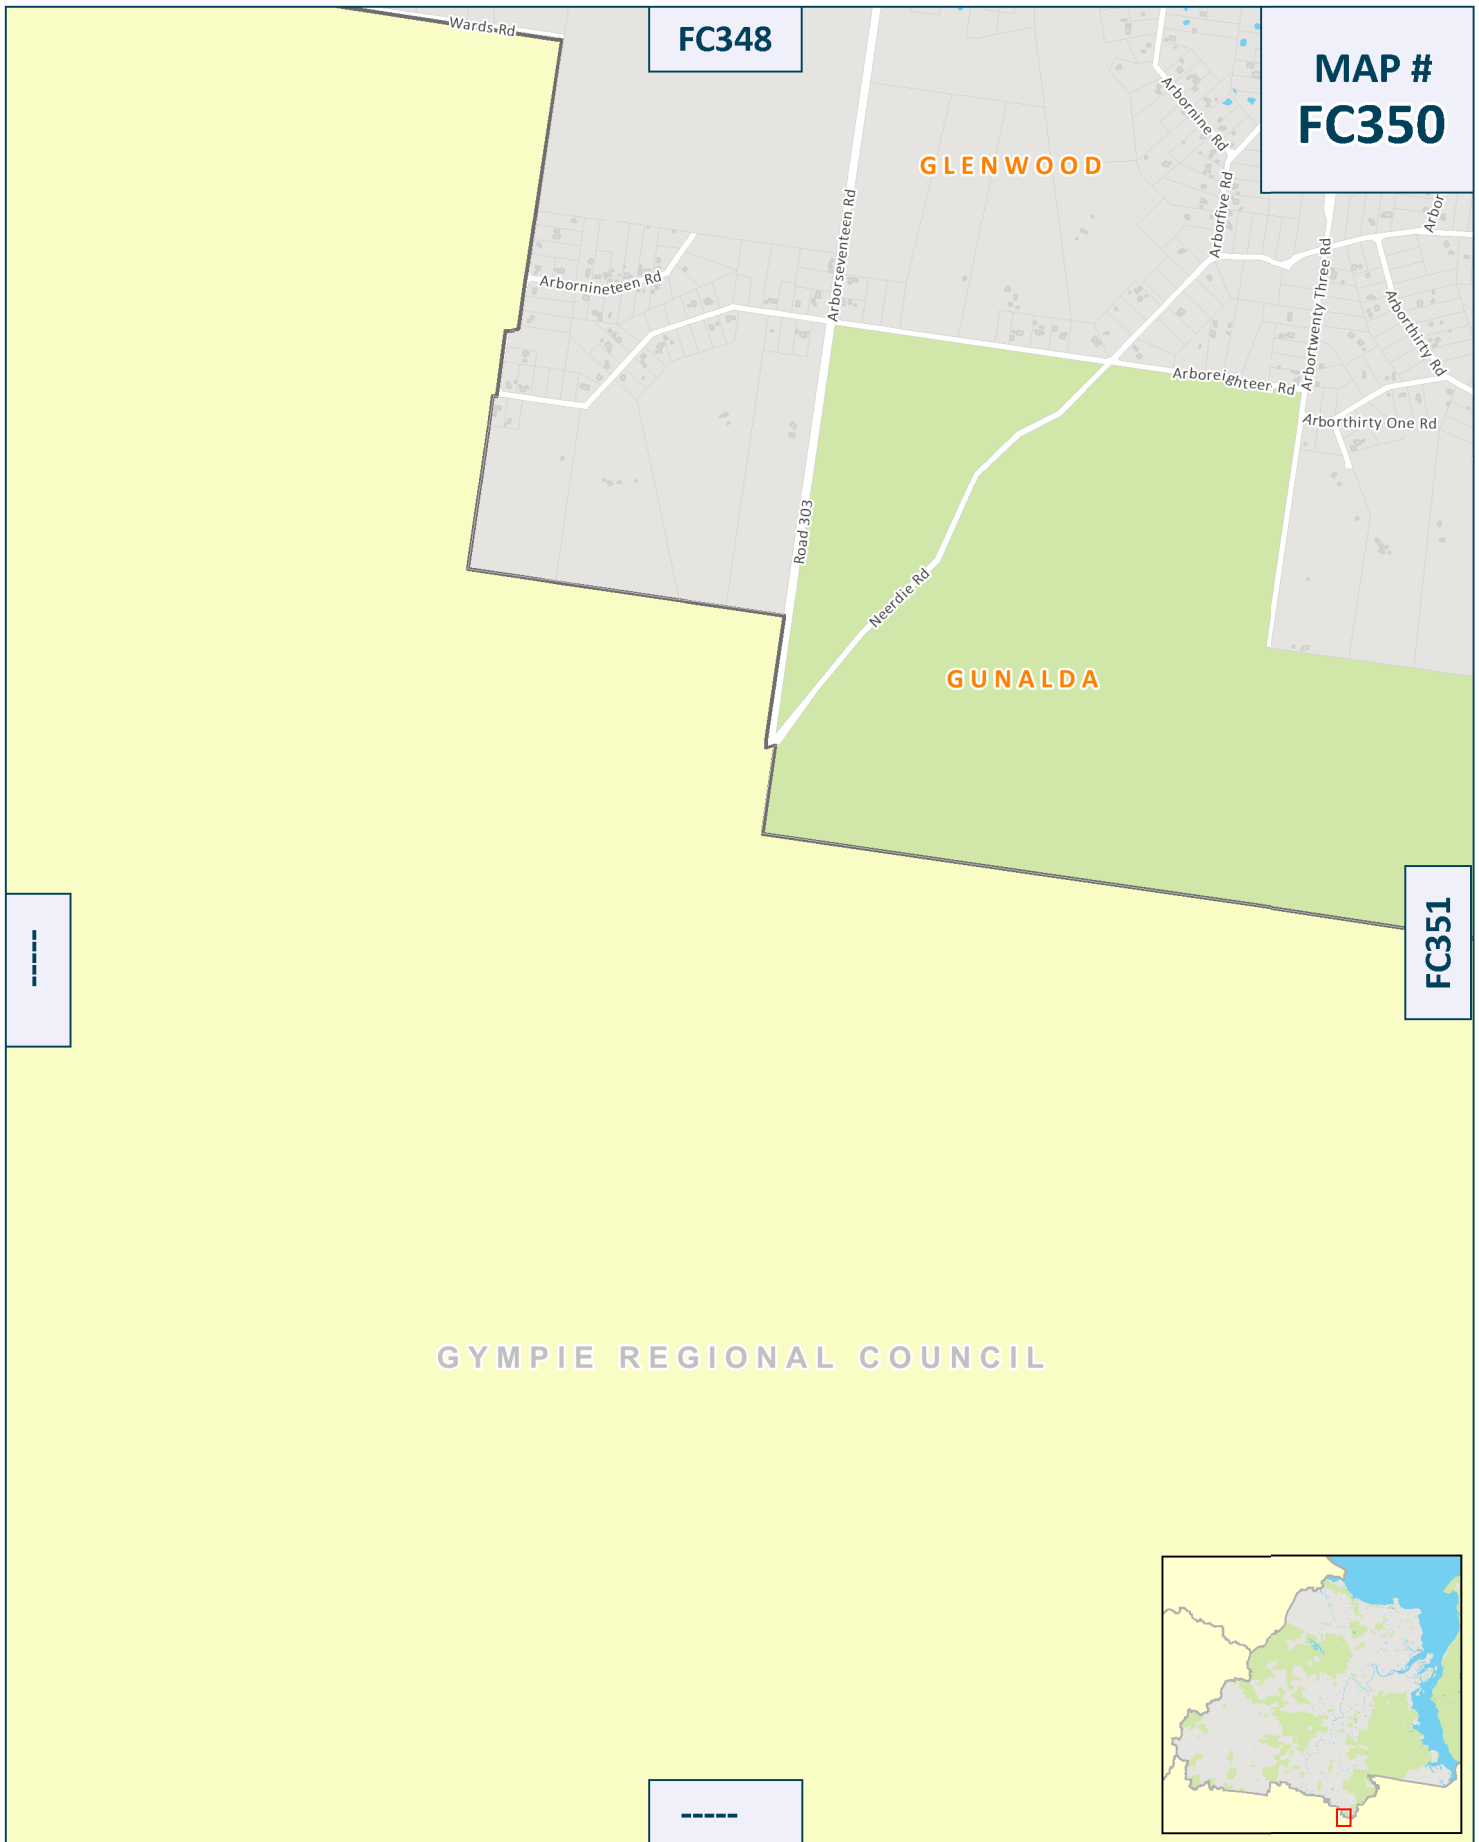 Wards Rd
FC348
MAP #
FC350
Arbornine Rd
GLENWOOD
Arborfive Rd
Arbor
Arborseventeen Rd
Arbornineteen Rd
Arbortwenty Three Rd
Arborthirty Rd
Arboreighteer Rd
Arborthirty One Rd
Road 303
Neerdie Rd
GUNALDA
-----
FC351
GYMPIE REGIONAL COUNCIL
-----